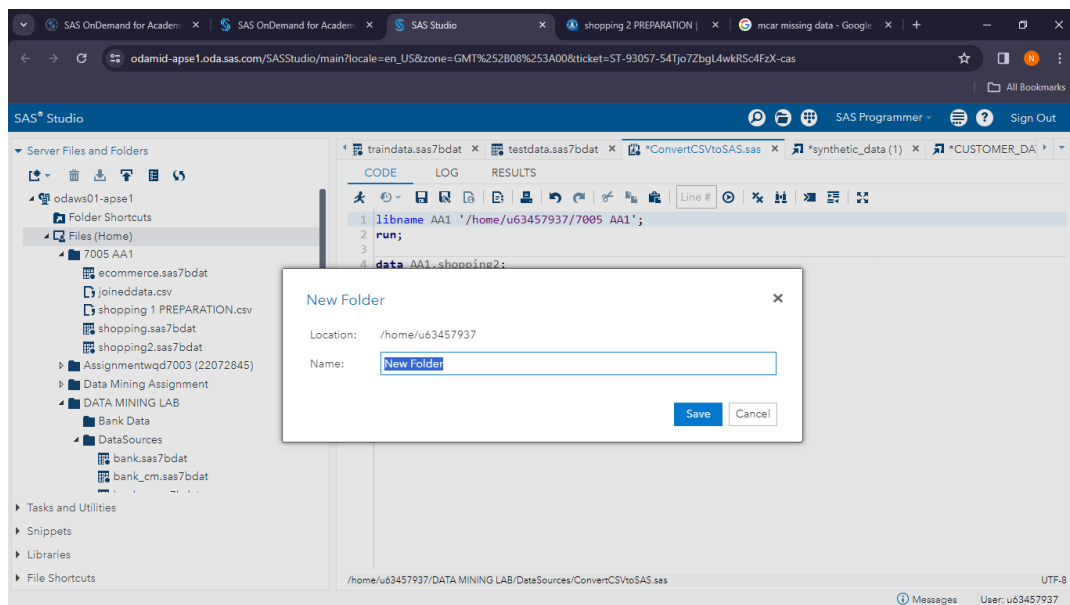 SAS OnDemand for Academ
SAS OnDemand for Academ
SAS Studio
shopping 2 PREPARATION |
mcar missing data - Google
odamid-apse1.oda.sas.com/SASStudio/main?locale=en_US&zone=GMT%252B08%253A00&ticket=ST-93057-54Tjo7ZbgL4wkRSc4FzX-cas
N
All Bookmarks
SAS® Studio
SAS Programmer
Sign Out
Server Files and Folders
traindata.sas7bdat
testdata.sas7bdat
*ConvertCSVtoSAS.sas
*synthetic_data (1)
*CUSTOMER_DA
CODE
LOG
RESULTS
Line #
odaws01-apse1
Folder Shortcuts
Files (Home)
7005 AA1
ecommerce.sas7bdat
joineddata.csv
shopping 1 PREPARATION.csv
shopping.sas7bdat
shopping2.sas7bdat
Assignmentwqd7003 (22072845)
Data Mining Assignment
DATA MINING LAB
Bank Data
DataSources
bank.sas7bdat
bank_cm.sas7bdat
1 libname AA1 '/home/u63457937/7005 AA1';
2 run;
3
4 data AA1.shopping2;
New Folder
Location: /home/u63457937
Name: New Folder
Save
Cancel
Tasks and Utilities
Snippets
Libraries
File Shortcuts
/home/u63457937/DATA MINING LAB/DataSources/ConvertCSVtoSAS.sas
UTF-8
Messages
User: u63457937